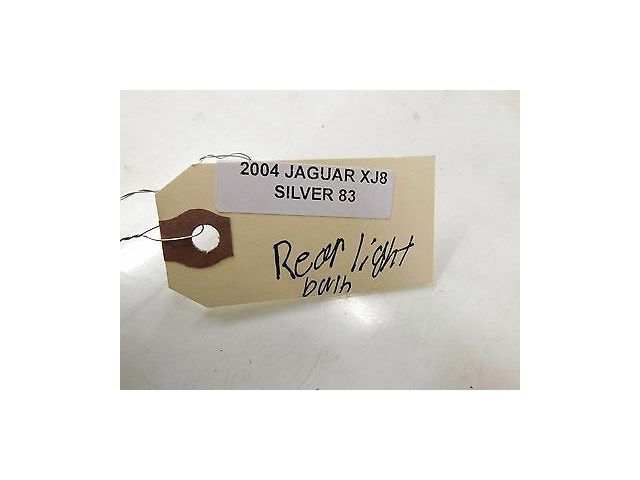 2004 JAGUAR XJ8
SILVER 83
Rear light
bulb